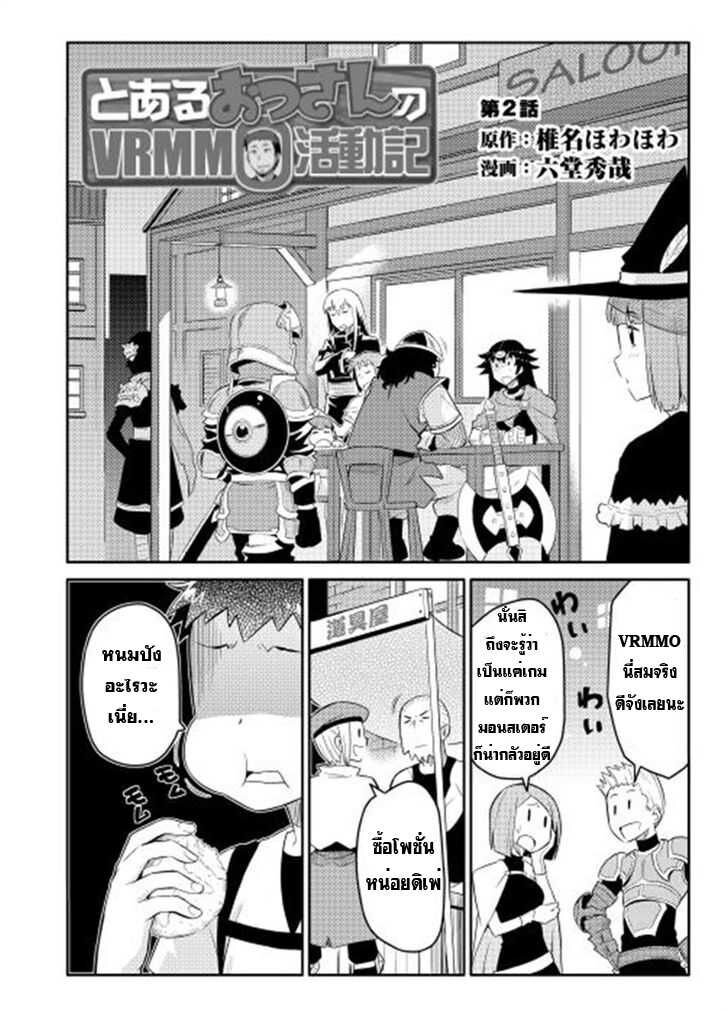 SALOON
とあるおっさんの
VRMMO活動記
第2話
原作：椎名ほわほわ
漫画：六堂秀哉
VRMMO
นี่สมจริง
ดีจังเลยนะ
わい
わい
นั่นสิ
ถึงจะรู้ว่า
เป็นแค่เกม
แต่ก็พวก
มอนสเตอร์
ก็น่ากลัวอยู่ดี
道具屋
ซื้อโพชั่น
หน่อยดิเพ่
หนมปัง
อะไรวะ
เนี่ย...
モム
モム